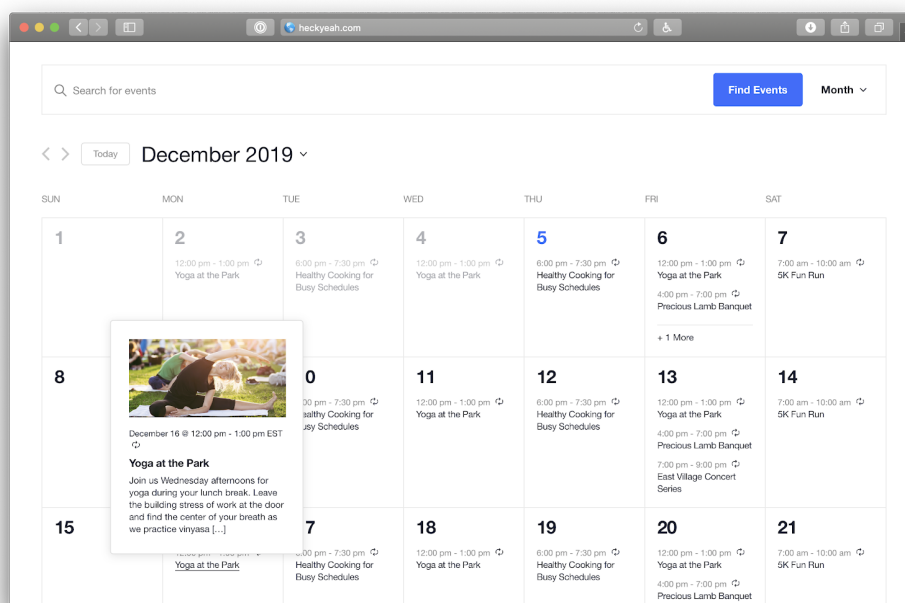 heckyeah.com
Search for events
Find Events
Month
Today
December 2019
SUN MON TUE WED THU FRI SAT
1 2 3 4 5 6 7
12:00 pm - 1:00 pm
Yoga at the Park
6:00 pm - 7:30 pm
Healthy Cooking for
Busy Schedules
12:00 pm - 1:00 pm
Yoga at the Park
6:00 pm - 7:30 pm
Healthy Cooking for
Busy Schedules
12:00 pm - 1:00 pm
Yoga at the Park
4:00 pm - 7:00 pm
Precious Lamb Banquet
+ 1 More
7:00 am - 10:00 am
5K Fun Run
8
December 16 @ 12:00 pm - 1:00 pm EST
Yoga at the Park
Join us Wednesday afternoons for
yoga during your lunch break. Leave
the building stress of work at the door
and find the center of your breath as
we practice vinyasa [...]
0 11 12 13 14
:00 pm - 7:30 pm
ealthy Cooking for
usy Schedules
12:00 pm - 1:00 pm
Yoga at the Park
6:00 pm - 7:30 pm
Healthy Cooking for
Busy Schedules
12:00 pm - 1:00 pm
Yoga at the Park
4:00 pm - 7:00 pm
Precious Lamb Banquet
7:00 pm - 9:00 pm
East Village Concert
Series
7:00 am - 10:00 am
5K Fun Run
15 7 18 19 20 21
Yoga at the Park
:00 pm - 7:30 pm
Healthy Cooking for
Busy Schedules
12:00 pm - 1:00 pm
Yoga at the Park
6:00 pm - 7:30 pm
Healthy Cooking for
Busy Schedules
12:00 pm - 1:00 pm
Yoga at the Park
4:00 pm - 7:00 pm
Precious Lamb Banquet
7:00 am - 10:00 am
5K Fun Run